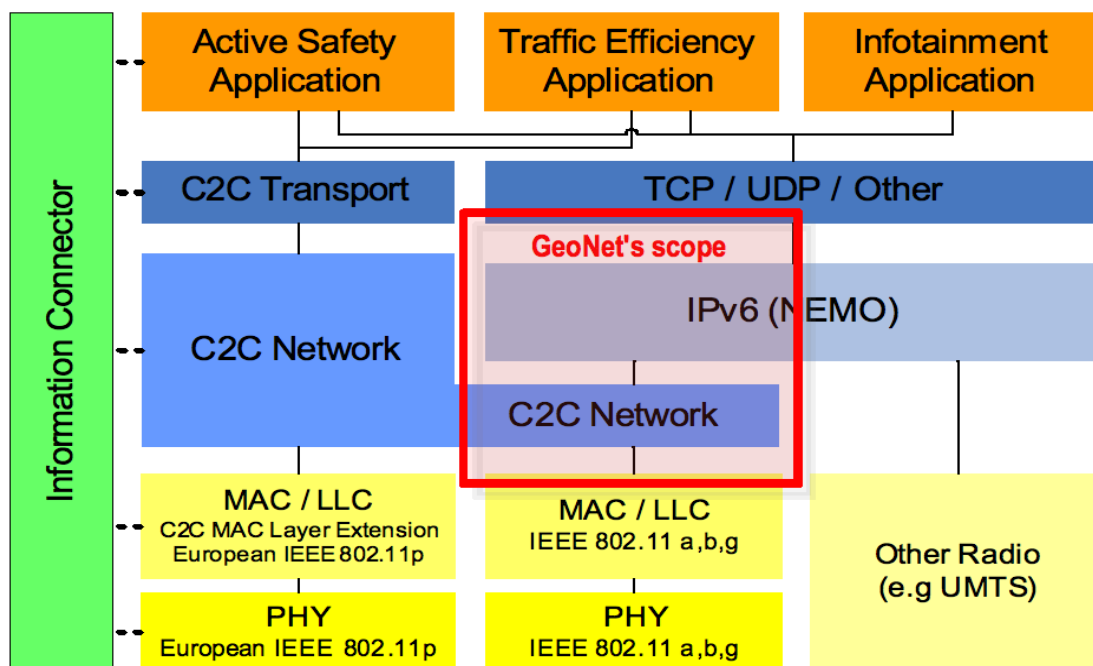 Information Connector
Active Safety
Application
Traffic Efficiency
Application
Infotainment
Application
C2C Transport
TCP / UDP / Other
GeoNet's scope
IPv6 (NEMO)
C2C Network
C2C Network
MAC / LLC
C2C MAC Layer Extension
European IEEE 802.11p
MAC / LLC
IEEE 802.11 a,b,g
Other Radio
(e.g UMTS)
PHY
European IEEE 802.11p
PHY
IEEE 802.11 a,b,g